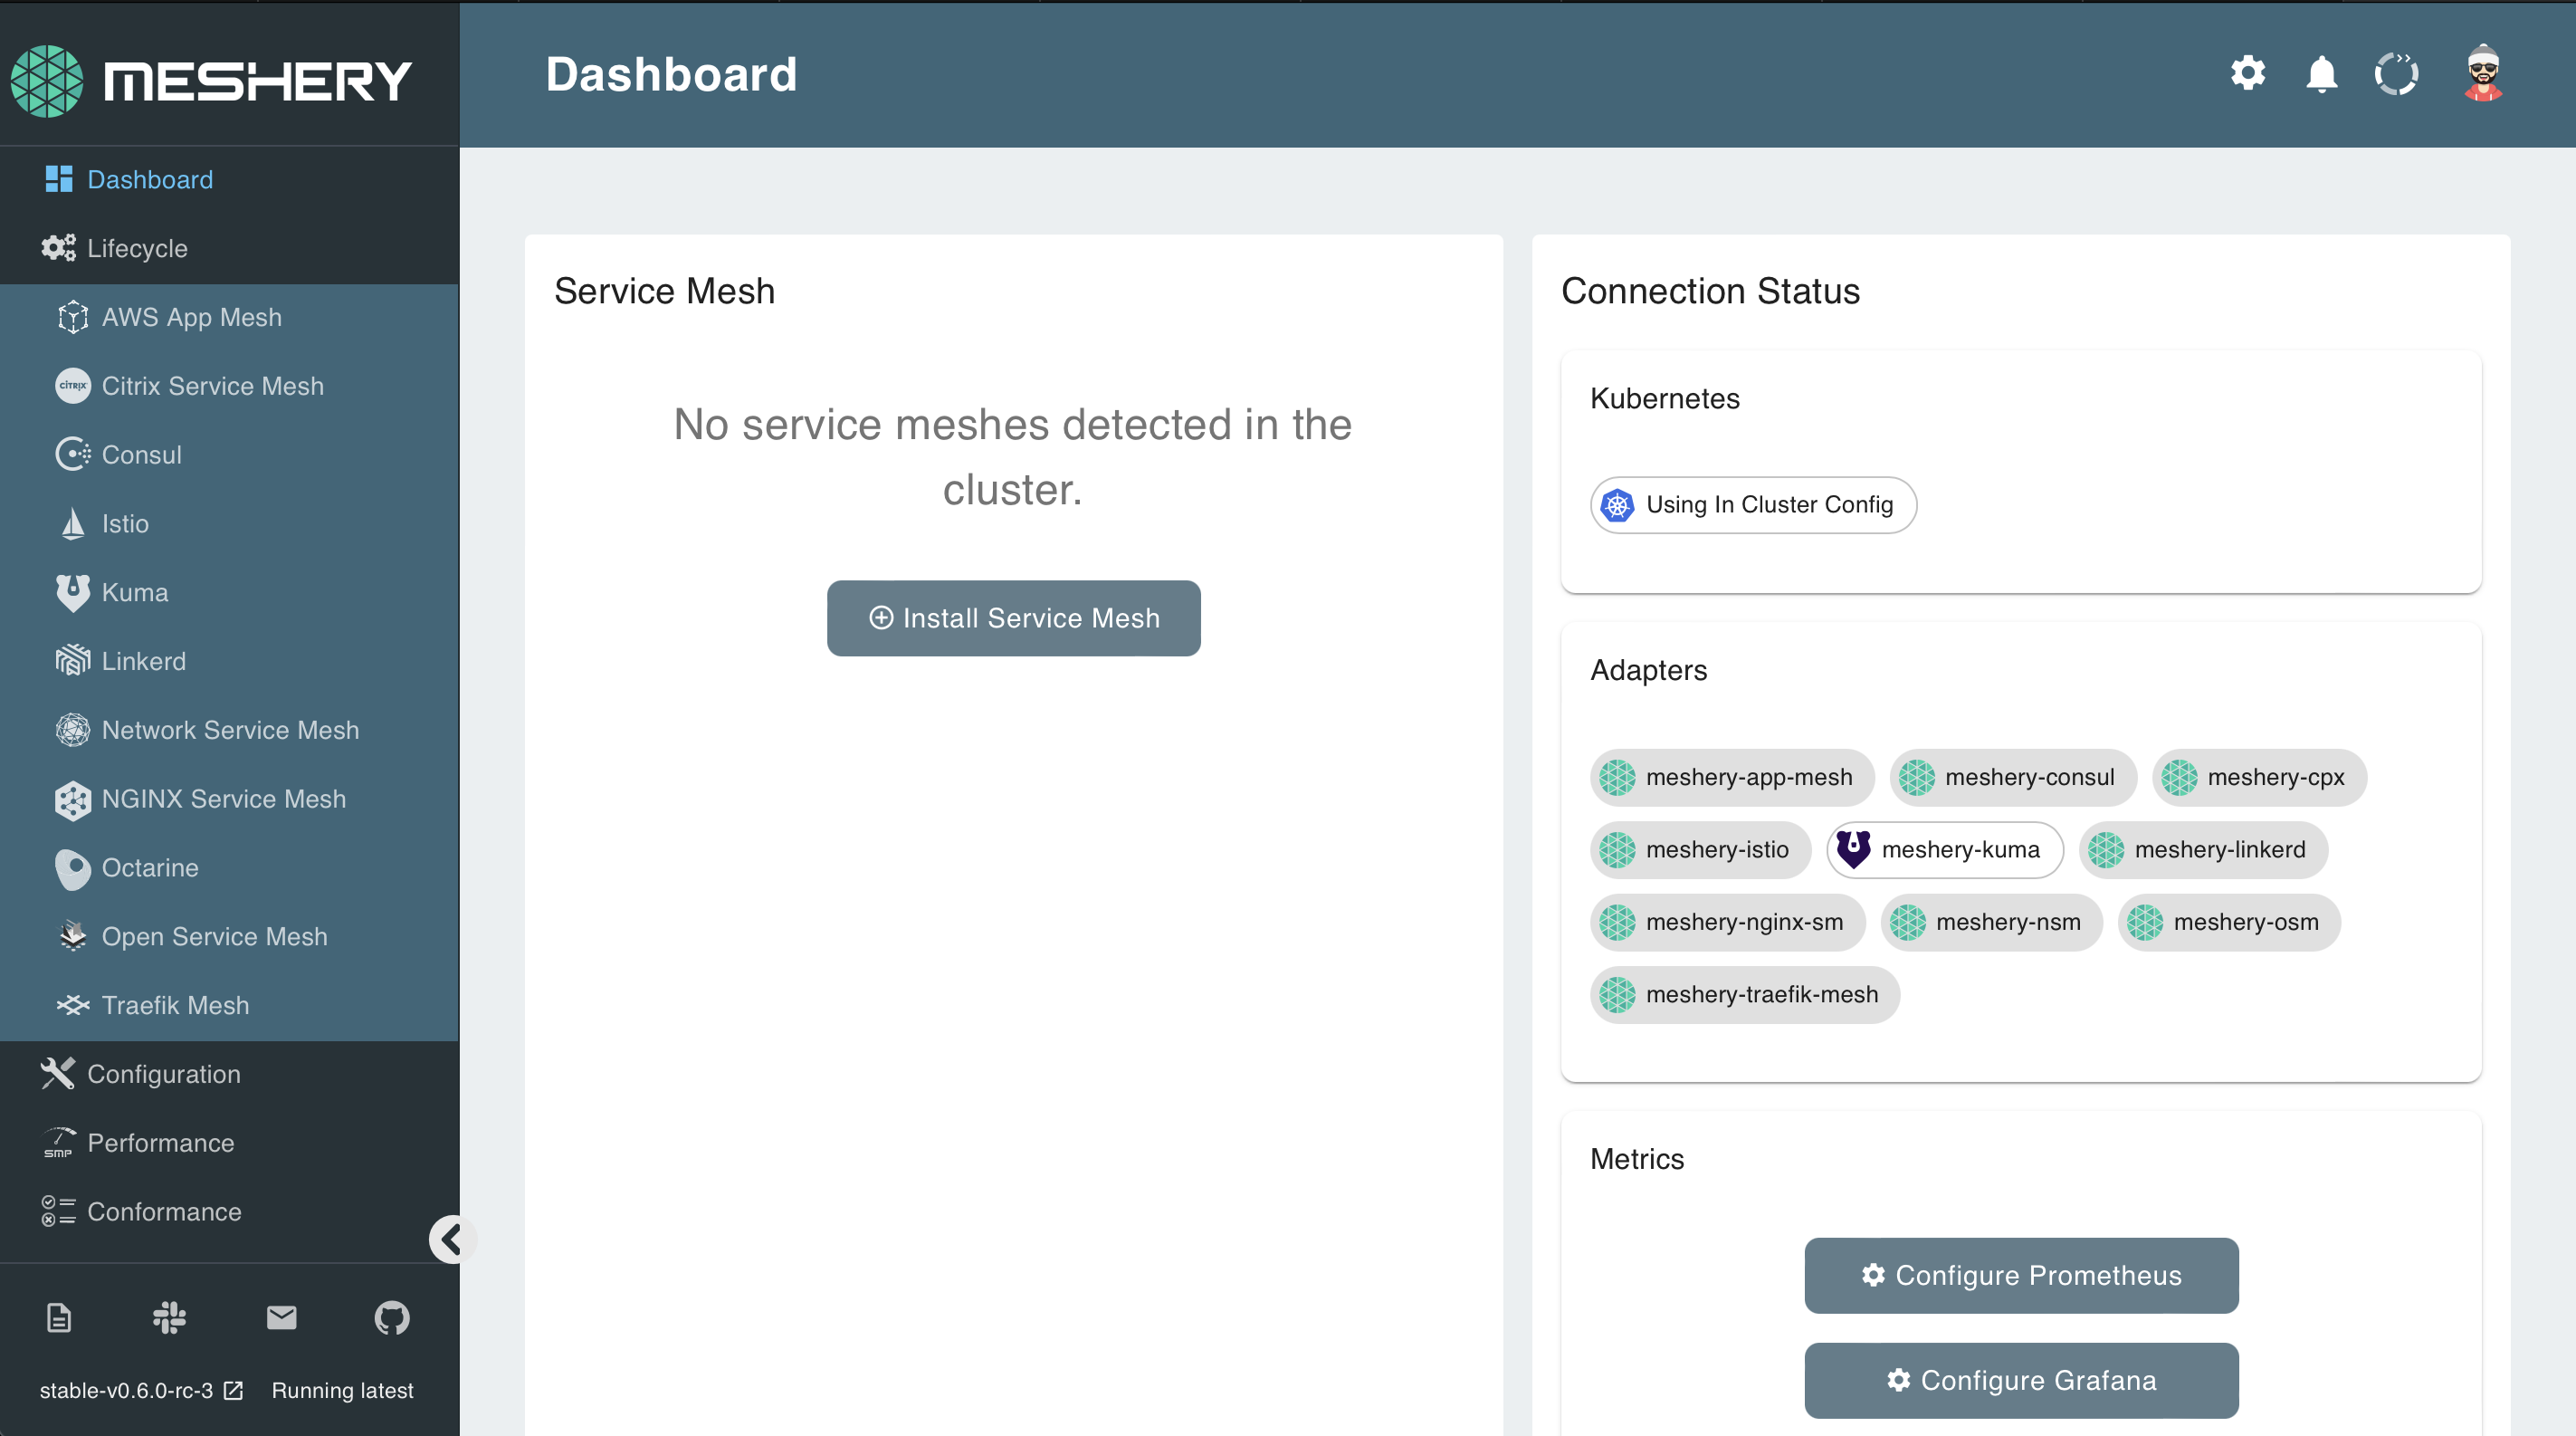 MESHERY
Dashboard
Dashboard
Lifecycle
AWS App Mesh
citrix
Citrix Service Mesh
Consul
Istio
Kuma
Linkerd
Network Service Mesh
NGINX Service Mesh
Octarine
Open Service Mesh
Traefik Mesh
Configuration
SMP
Performance
Conformance
stable-v0.6.0-rc-3 Running latest
Service Mesh
No service meshes detected in the
cluster.
Install Service Mesh
Connection Status
Kubernetes
Using In Cluster Config
Adapters
meshery-app-mesh meshery-consul meshery-cpx
meshery-istio meshery-kuma meshery-linkerd
meshery-nginx-sm meshery-nsm meshery-osm
meshery-traefik-mesh
Metrics
Configure Prometheus
Configure Grafana